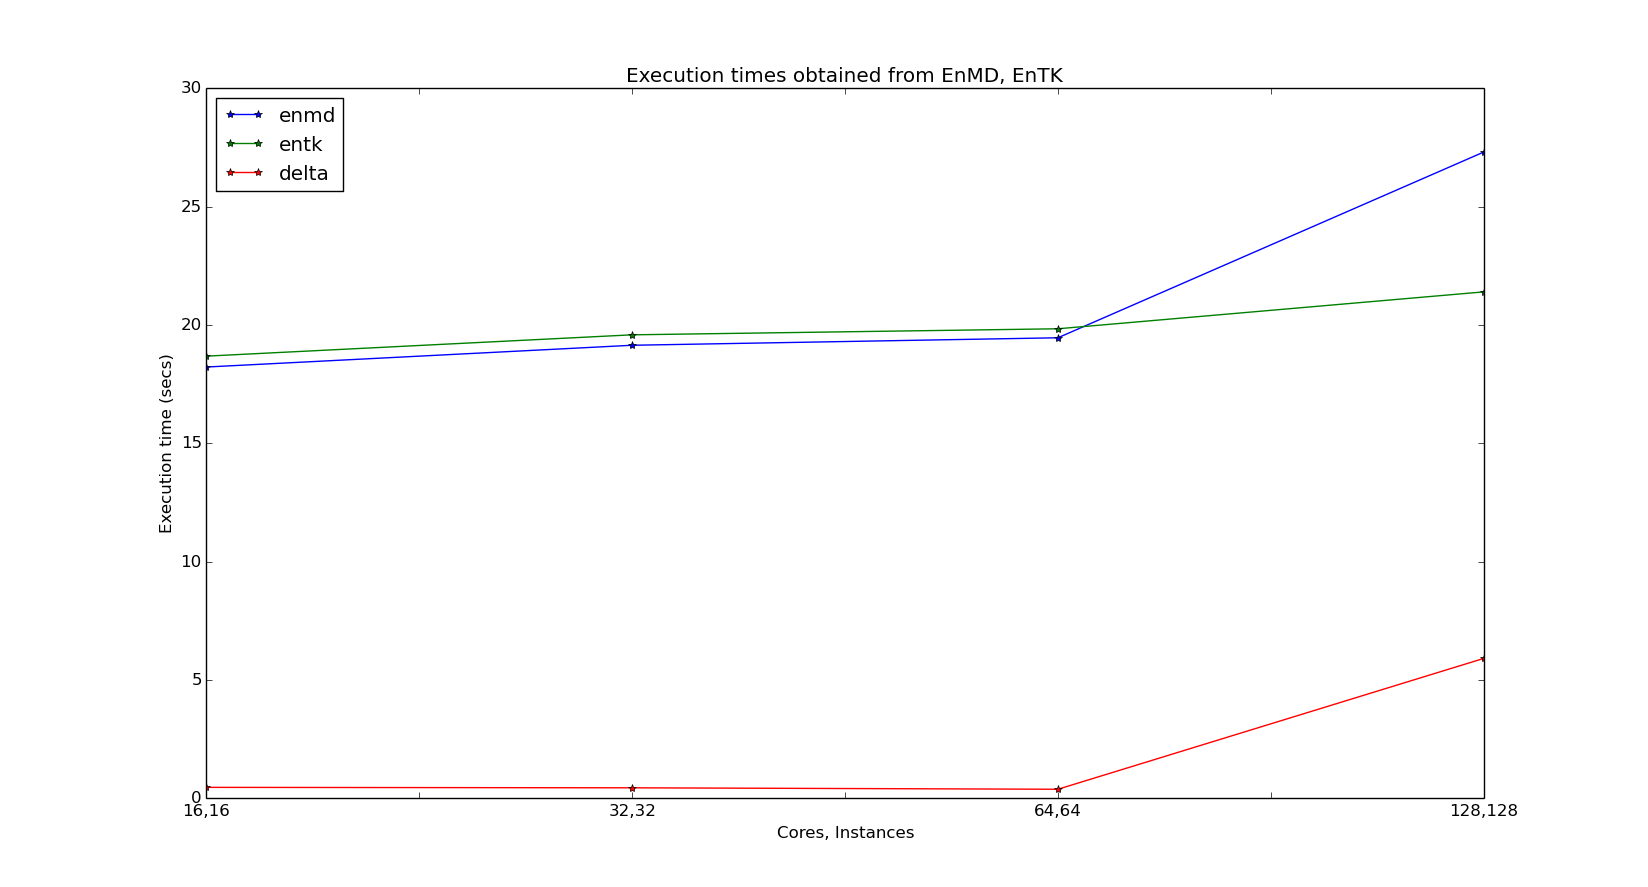 Execution times obtained from EnMD, EnTK
30
25
20
15
10
5
0
enmd
entk
delta
Execution time (secs)
16,16
32,32
64,64
128,128
Cores, Instances